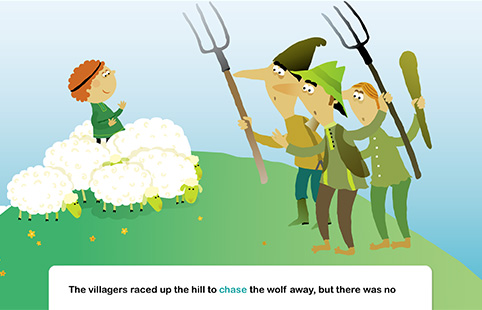 The villagers raced up the hill to chase the wolf away, but there was no